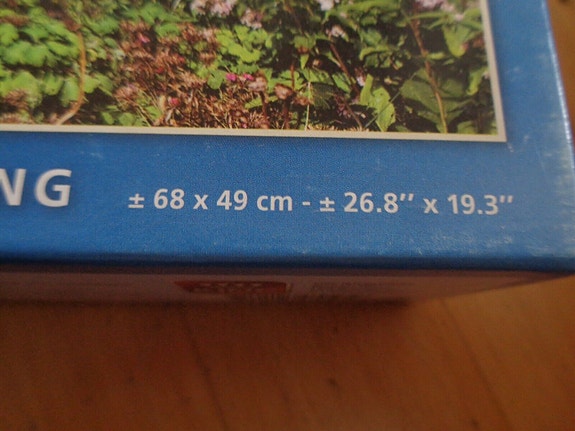 NG ± 68 x 49 cm - ± 26.8″ x 19.3″